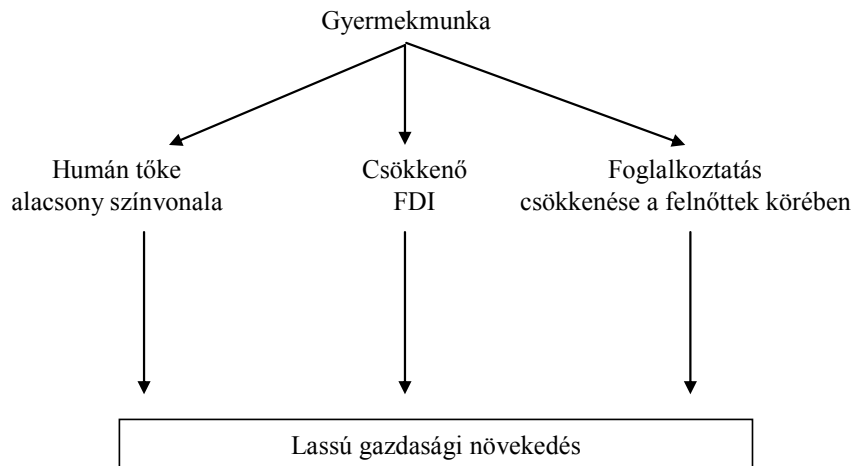 Gyermekmunka
Humán tőke
alacsony színvonala
Csökkenő
FDI
Foglalkoztatás
csökkenése a felnőttek körében
Lassú gazdasági növekedés